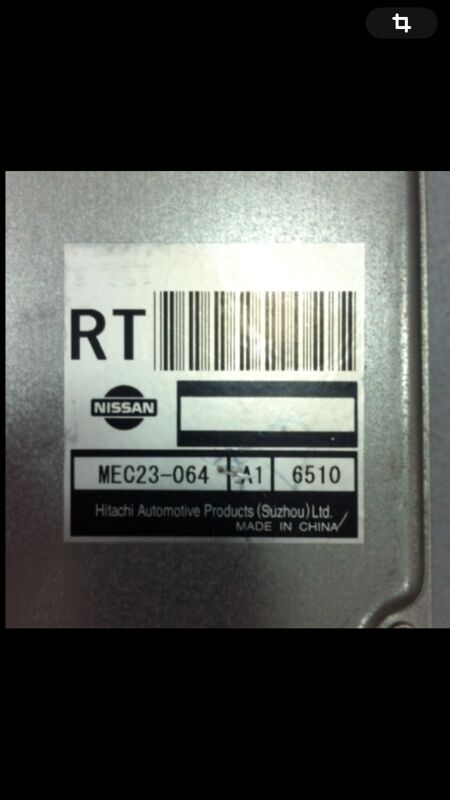 RT
NISSAN
MEC23-064 A1 6510
Hitachi Automotive Products (Suzhou) Ltd.
MADE IN CHINA